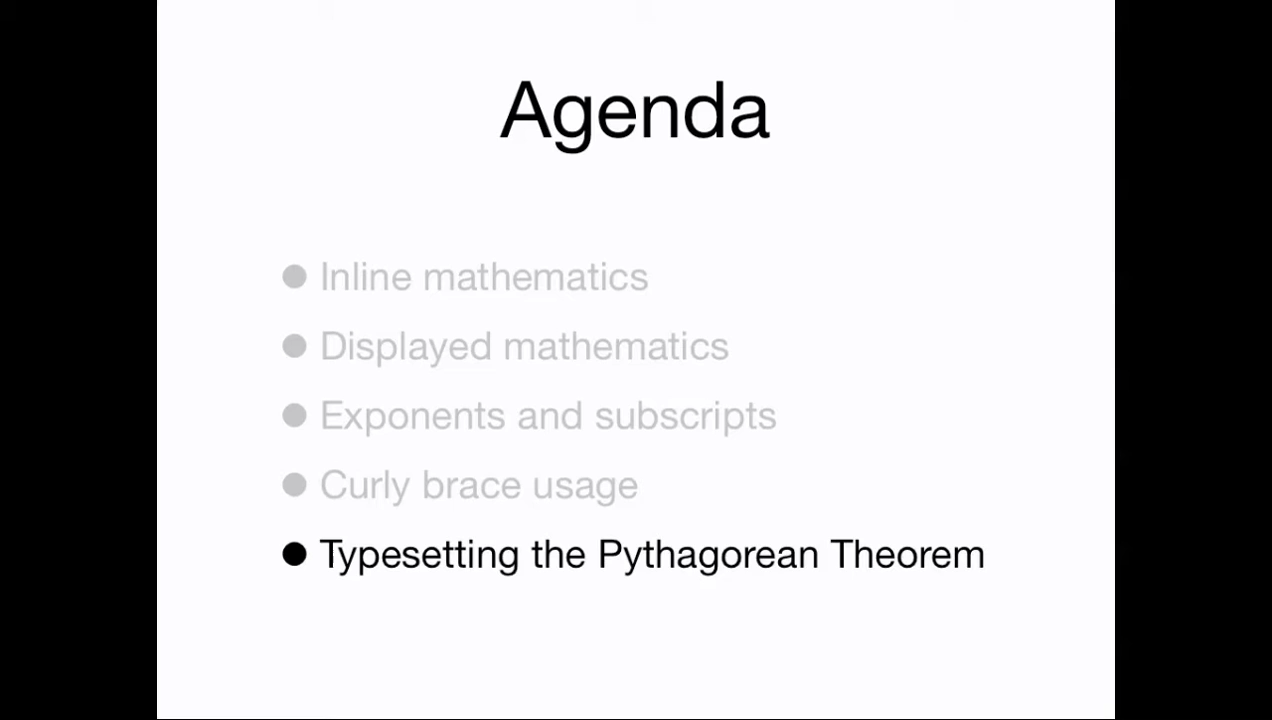 Agenda
● Inline mathematics
● Displayed mathematics
● Exponents and subscripts
● Curly brace usage
● Typesetting the Pythagorean Theorem